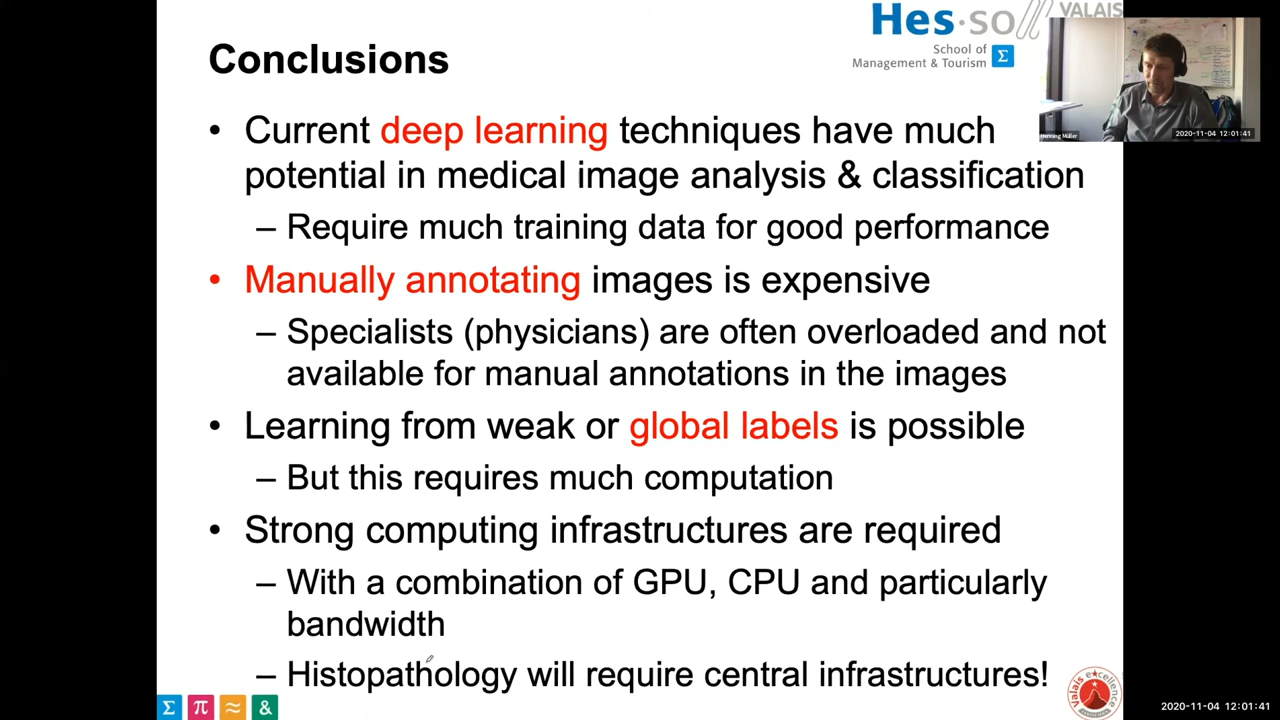 Hes·so// VALAIS
School of
Management & Tourism Σ
Conclusions
2020-11-04 12:01:41
Henning Müller
• Current deep learning techniques have much
potential in medical image analysis & classification
– Require much training data for good performance
• Manually annotating images is expensive
– Specialists (physicians) are often overloaded and not
available for manual annotations in the images
• Learning from weak or global labels is possible
– But this requires much computation
• Strong computing infrastructures are required
– With a combination of GPU, CPU and particularly
bandwidth
– Histopathology will require central infrastructures!
Σ π ≈ &
Valais excellence
2020-11-04 12:01:41